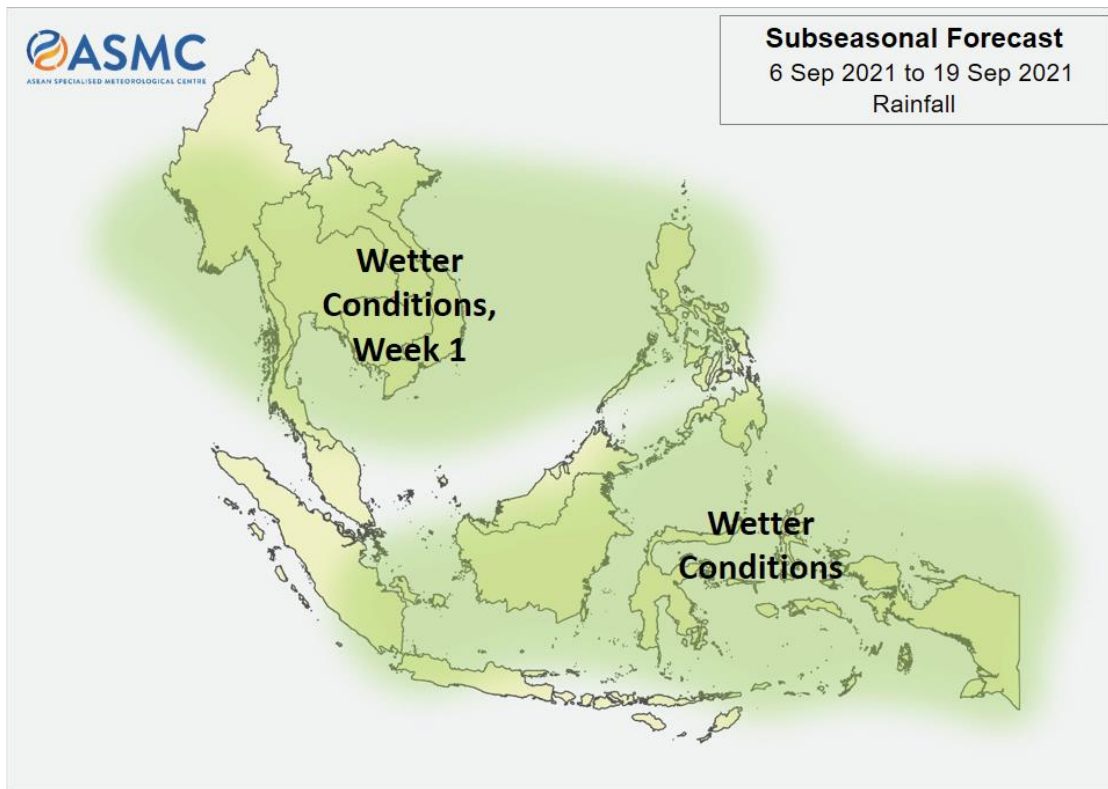 ASMC
ASEAN SPECIALISED METEOROLOGICAL CENTRE
Subseasonal Forecast
6 Sep 2021 to 19 Sep 2021
Rainfall
Wetter
Conditions,
Week 1
Wetter
Conditions